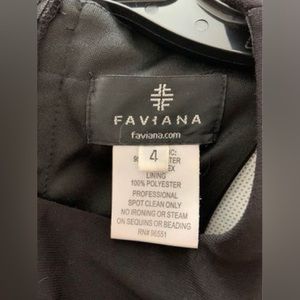 FAVIANA
faviana.com
4
LINING
100% POLYESTER
PROFESSIONAL
SPOT CLEAN ONLY
NO IRONING OR STEAM
ON SEQUINS OR BEADING
RN# 96551